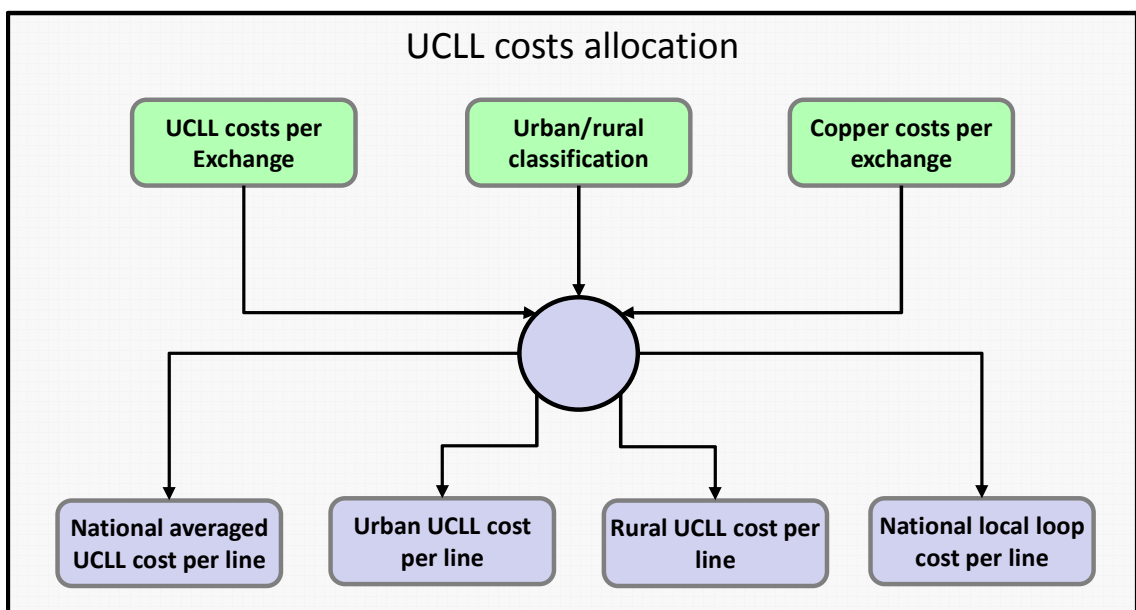 UCLL costs allocation
UCLL costs per
Exchange
Urban/rural
classification
Copper costs per
exchange
National averaged
UCLL cost per line
Urban UCLL cost
per line
Rural UCLL cost per
line
National local loop
cost per line